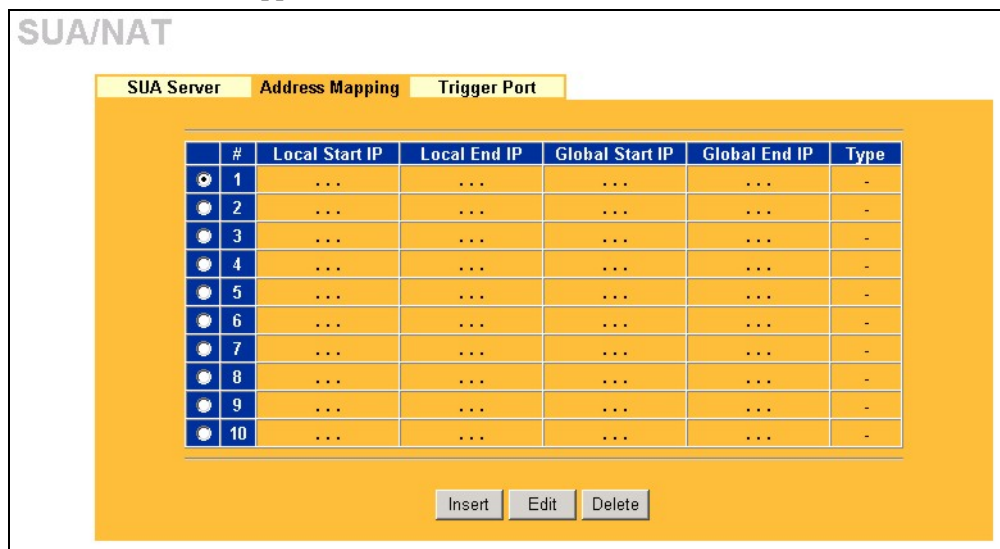 SUA/NAT
SUA Server Address Mapping Trigger Port
# Local Start IP Local End IP Global Start IP Global End IP Type
1 ... ... ... ... -
2 ... ... ... ... -
3 ... ... ... ... -
4 ... ... ... ... -
5 ... ... ... ... -
6 ... ... ... ... -
7 ... ... ... ... -
8 ... ... ... ... -
9 ... ... ... ... -
10 ... ... ... ... -
Insert Edit Delete